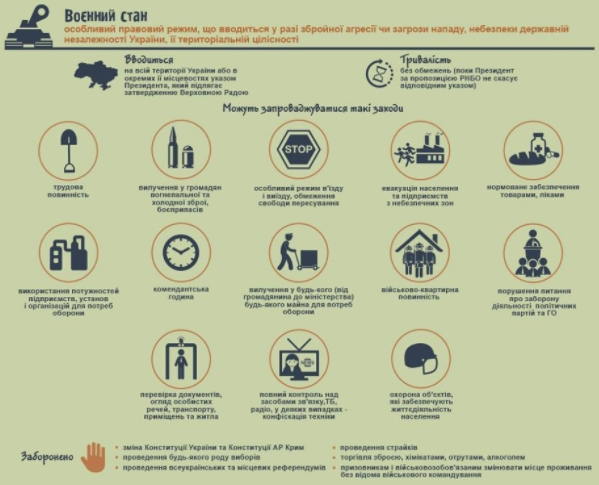 Воєнний стан
особливий правовий режим, що вводиться у разі збройної агресії чи загрози нападу, небезпеки державній
незалежності України, її територіальній цілісності
Вводиться
на всій території України або в
окремих її місцевостях указом
Президента, який підлягає
затвердженню Верховною Радою
Тривалість
без обмежень (поки Президент
за пропозицією РНБО не скасує
відповідним указом)
Можуть запроваджуватися такі заходи
трудова
повинність
вилучення у громадян
вогнепальної та
холодної зброї,
боєприпасів
STOP
особливий режим в'їзду
і виїзду, обмеження
свободи пересування
евакуація населення
та підприємств
з небезпечних зон
нормоване забезпечення
товарами, ліками
використання потужностей
підприємств, установ
і організацій для потреб
оборони
комендантська
година
вилучення у будь-кого (від
громадянина до міністерства)
будь-якого майна для потреб
оборони
військово-квартирна
повинність
порушення питання
про заборону
діяльності політичних
партій та ГО
перевірка документів,
огляд особистих
речей, транспорту,
приміщень та житла
повний контроль над
засобами зв'язку,ТБ,
радіо, у деяких випадках -
конфіскація техніки
охорона об'єктів,
які забезпечують
життєдіяльність
населення
Заборонено
• зміна Конституції України та Конституції АР Крим
• проведення будь-якого роду виборів
• проведення всеукраїнських та місцевих референдумів
• проведення страйків
• торгівля зброєю, хімікатами, отрутами, алкоголем
• призовникам і військовозобов'язаним змінювати місце проживання
без відома військового командування